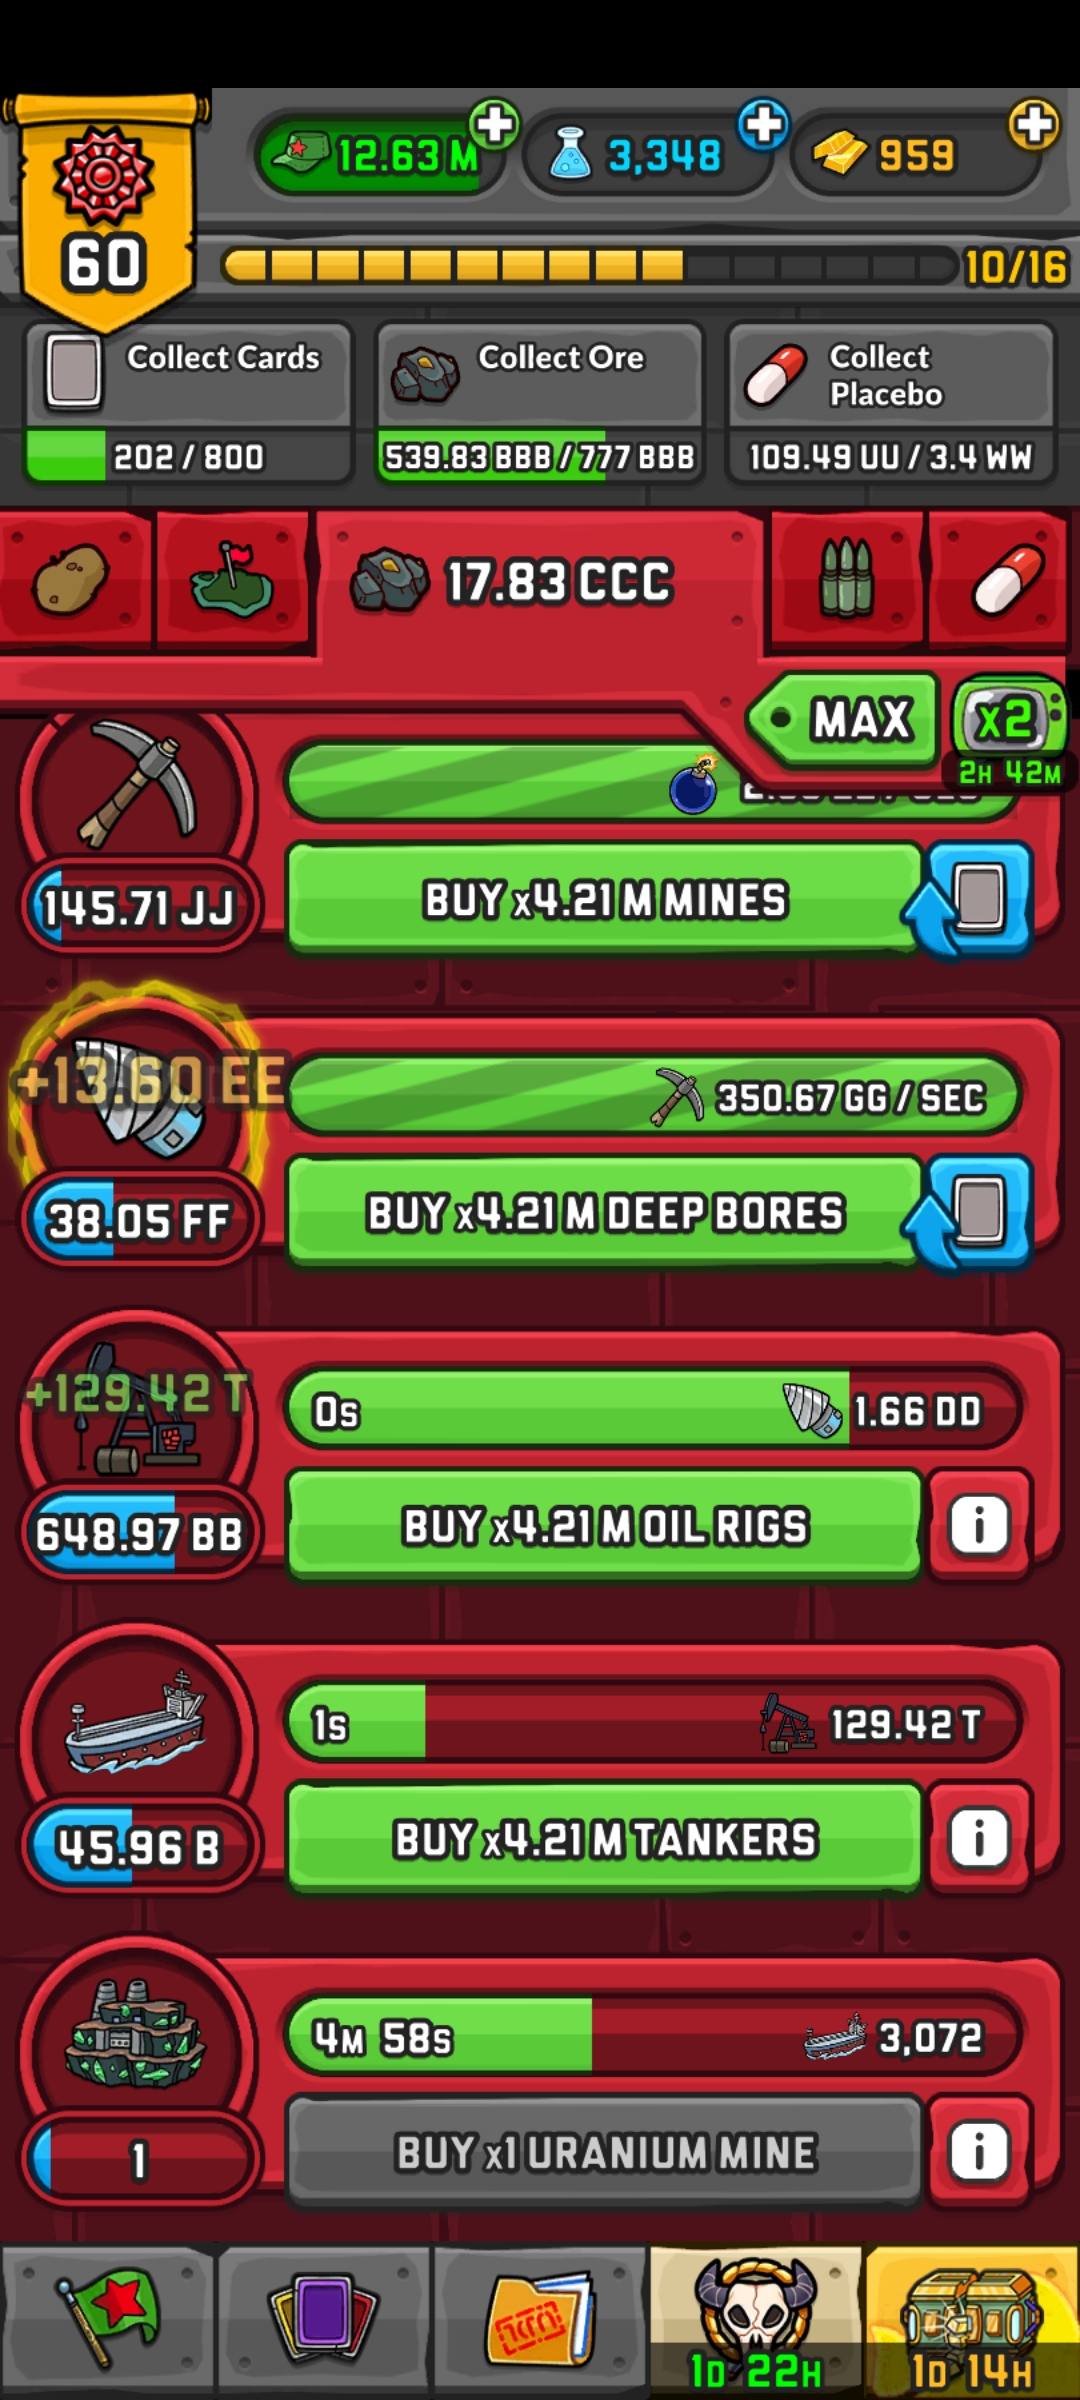 12.63 M
3,348
959
60
10/16
Collect Cards
202 / 800
Collect Ore
539.83 BBB / 777 BBB
Collect
Placebo
109.49 UU / 3.4 WW
17.83 CCC
MAX
x2
2H 42M
145.71 JJ
BUY x4.21 M MINES
+13.60 EE
350.67 GG / SEC
38.05 FF
BUY x4.21 M DEEP BORES
+129.42 T
0s
1.66 DD
648.97 BB
BUY x4.21 M OIL RIGS
i
1s
129.42 T
45.96 B
BUY x4.21 M TANKERS
i
4M 58s
3,072
1
BUY x1 URANIUM MINE
i
1D 22H
1D 14H